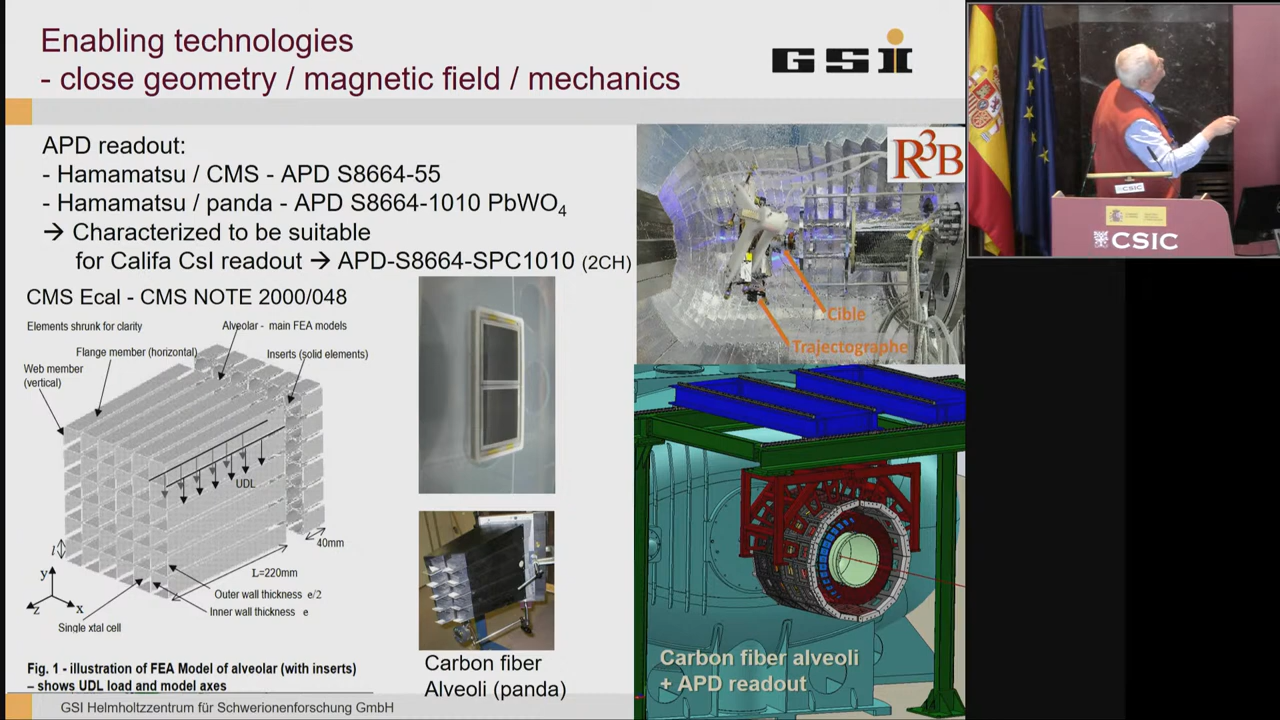 Enabling technologies
- close geometry / magnetic field / mechanics
GSI
APD readout:
- Hamamatsu / CMS - APD S8664-55
- Hamamatsu / panda - APD S8664-1010 PbWO4
→ Characterized to be suitable
for Califa CsI readout → APD-S8664-SPC1010 (2CH)
CMS Ecal - CMS NOTE 2000/048
Elements shrunk for clarity
Alveolar - main FEA models
Flange member (horizontal)
Inserts (solid elements)
Web member
(vertical)
UDL
40mm
l
L=220mm
y
z
x
Outer wall thickness e/2
Inner wall thickness e
Single xtal cell
Fig. 1 - illustration of FEA Model of alveolar (with inserts)
– shows UDL load and model axes
Carbon fiber
Alveoli (panda)
R3B
Cible
Trajectographe
Carbon fiber alveoli
+ APD readout
14
GSI Helmholtzzentrum für Schwerionenforschung GmbH
CSIC
CSIC